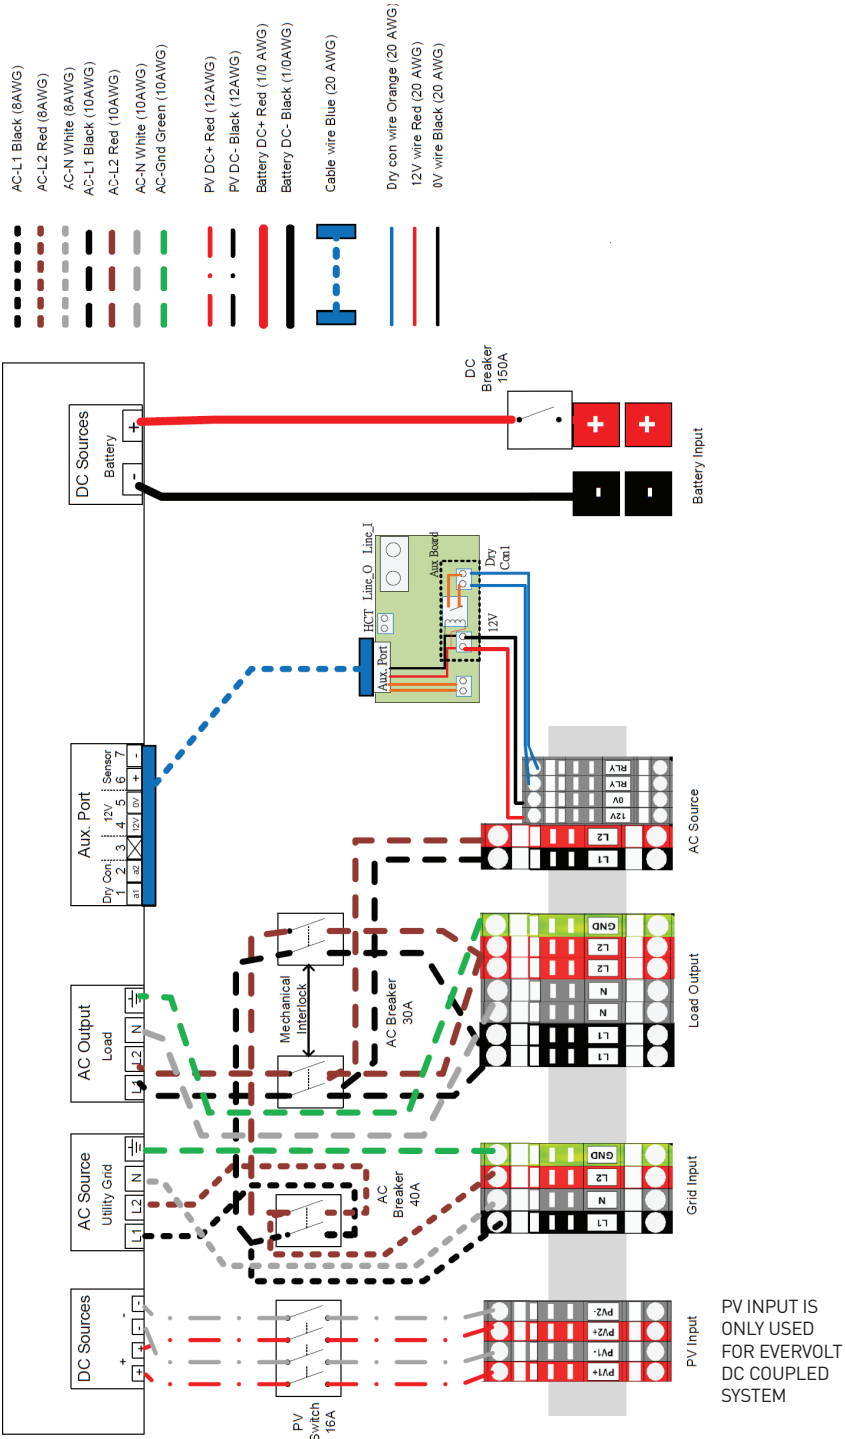 AC-L1 Black (8AWG)
AC-L2 Red (8AWG)
AC-N White (8AWG)
AC-L1 Black (10AWG)
AC-L2 Red (10AWG)
AC-N White (10AWG)
AC-Gnd Green (10AWG)
PV DC+ Red (12AWG)
PV DC- Black (12AWG)
Battery DC+ Red (1/0 AWG)
Battery DC- Black (1/0AWG)
Cable wire Blue (20 AWG)
Dry con wire Orange (20 AWG)
12V wire Red (20 AWG)
0V wire Black (20 AWG)
DC Sources
Battery
- +
DC
Breaker
150A
+ +
- -
Battery Input
Aux. Port
Dry Con. 12V Sensor
1 2 3 4 5 6 7
a1 a2 12V 0V + -
HCT Line_O Line_I
Aux. Port
Aux Board
12V
Dry
Con1
AC Output
Load
L1 L2 N
AC Source
Utility Grid
L1 L2 N
DC Sources
+ -
+ + - -
Mechanical
Interlock
AC Breaker
30A
AC
Breaker
40A
PV
Switch
16A
L1 L2 12V 0V RLY RLY
AC Source
L1 L1 N N L2 L2 GND
Load Output
L1 N L2 GND
Grid Input
PV1+ PV1- PV2+ PV2-
PV Input
PV INPUT IS
ONLY USED
FOR EVERVOLT
DC COUPLED
SYSTEM